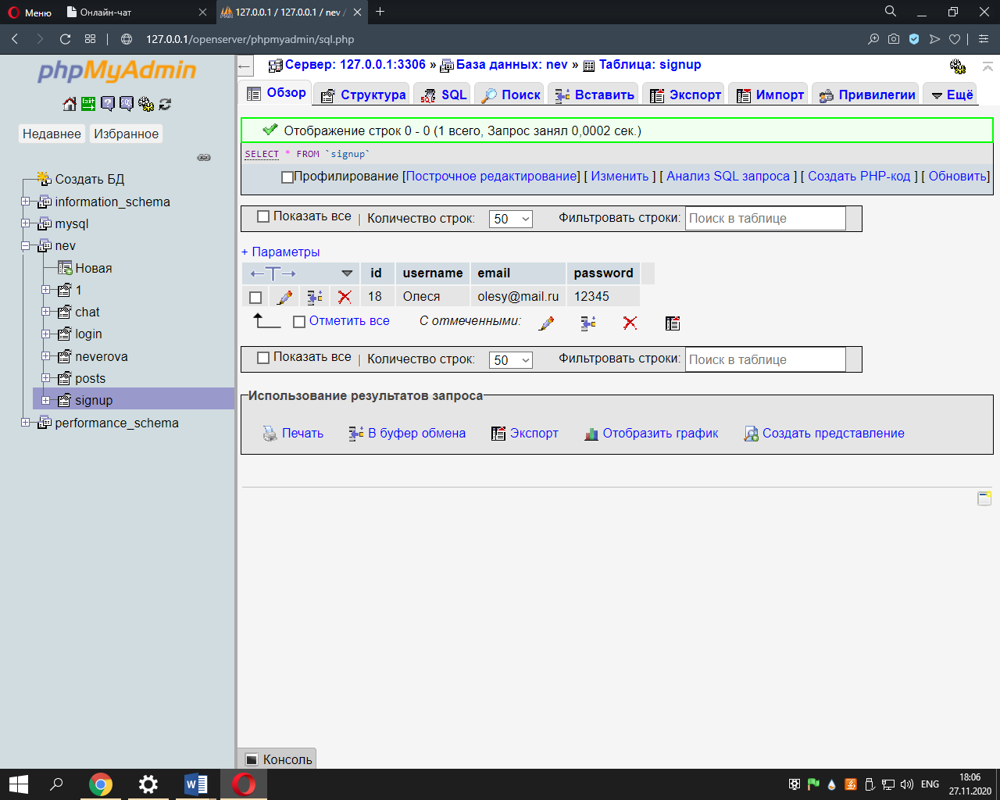 Меню
Онлайн-чат
127.0.0.1 / 127.0.0.1 / nev /
127.0.0.1/openserver/phpmyadmin/sql.php
phpMyAdmin
Недавнее Избранное
Создать БД
information_schema
mysql
nev
Новая
1
chat
login
neverova
posts
signup
performance_schema
Сервер: 127.0.0.1:3306 » База данных: nev » Таблица: signup
Обзор Структура SQL Поиск Вставить Экспорт Импорт Привилегии Ещё
Отображение строк 0 - 0 (1 всего, Запрос занял 0,0002 сек.)
SELECT * FROM `signup`
Профилирование [Построчное редактирование] [ Изменить ] [ Анализ SQL запроса ] [ Создать PHP-код ] [ Обновить]
Показать все | Количество строк: 50 Фильтровать строки: Поиск в таблице
+ Параметры
←T→ id username email password
18 Олеся olesy@mail.ru 12345
Отметить все С отмеченными:
Показать все | Количество строк: 50 Фильтровать строки: Поиск в таблице
Использование результатов запроса
Печать В буфер обмена Экспорт Отобразить график Создать представление
Консоль
ENG
18:06
27.11.2020